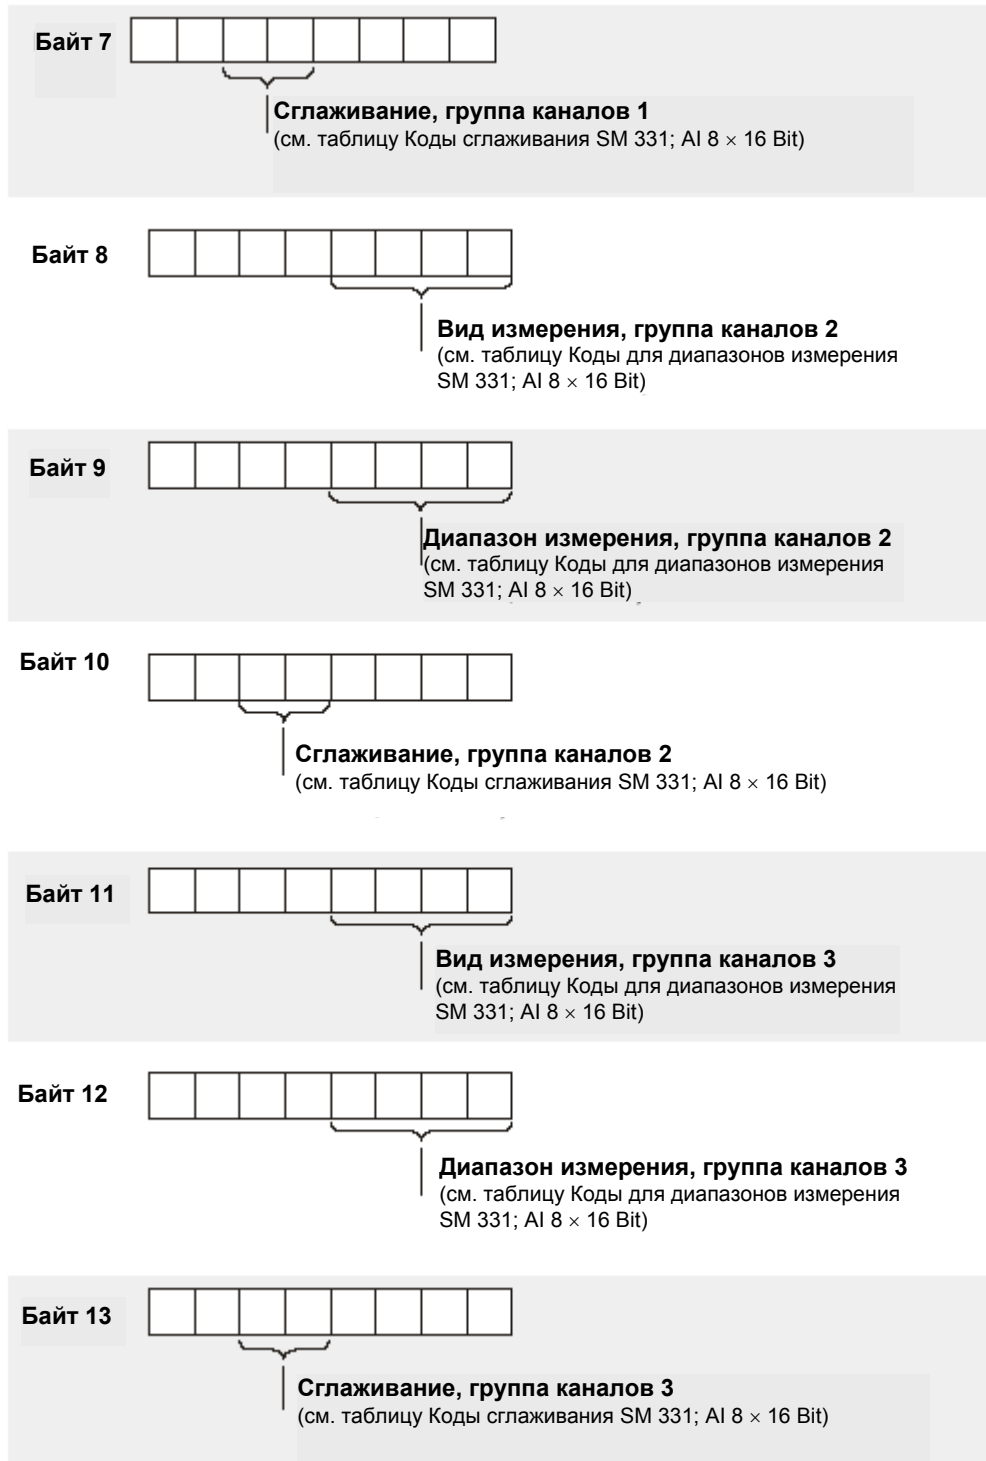 Байт 7
Сглаживание, группа каналов 1
(см. таблицу Коды сглаживания SM 331; AI 8 × 16 Bit)
Байт 8
Вид измерения, группа каналов 2
(см. таблицу Коды для диапазонов измерения
SM 331; AI 8 × 16 Bit)
Байт 9
Диапазон измерения, группа каналов 2
(см. таблицу Коды для диапазонов измерения
SM 331; AI 8 × 16 Bit)
Байт 10
Сглаживание, группа каналов 2
(см. таблицу Коды сглаживания SM 331; AI 8 × 16 Bit)
Байт 11
Вид измерения, группа каналов 3
(см. таблицу Коды для диапазонов измерения
SM 331; AI 8 × 16 Bit)
Байт 12
Диапазон измерения, группа каналов 3
(см. таблицу Коды для диапазонов измерения
SM 331; AI 8 × 16 Bit)
Байт 13
Сглаживание, группа каналов 3
(см. таблицу Коды сглаживания SM 331; AI 8 × 16 Bit)